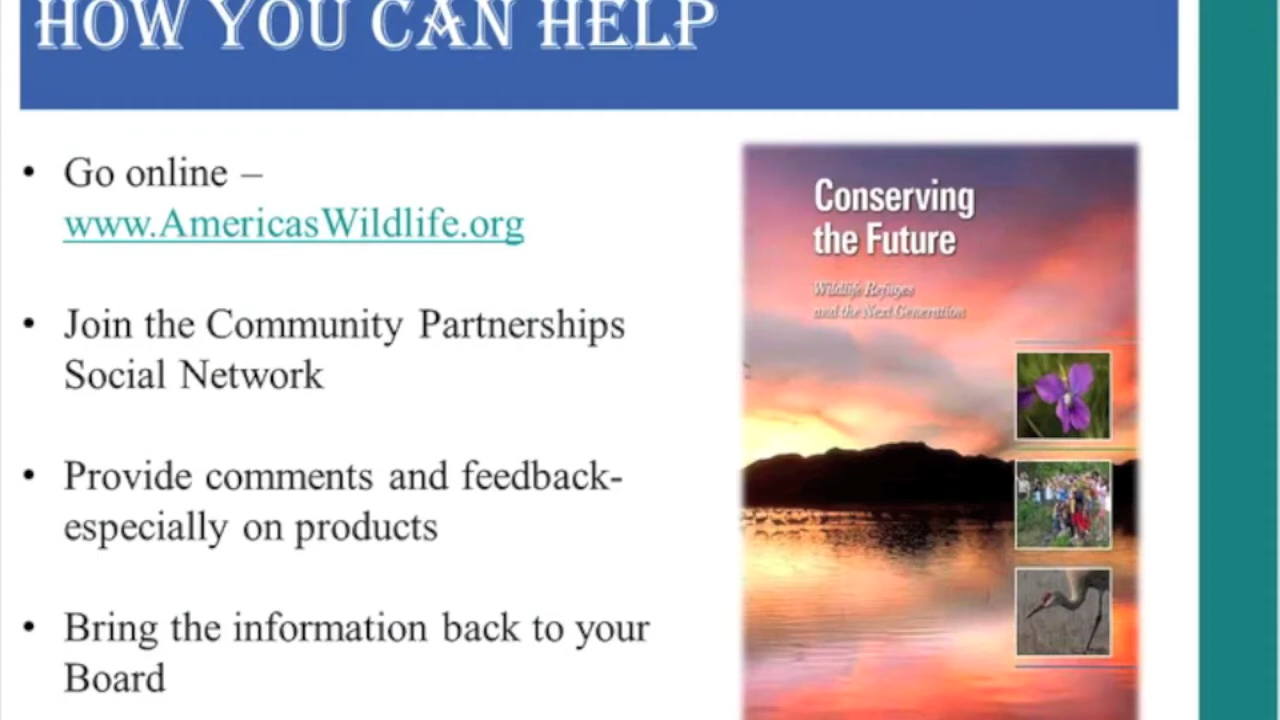 HOW YOU CAN HELP
• Go online –
www.AmericasWildlife.org
• Join the Community Partnerships
Social Network
• Provide comments and feedback-
especially on products
• Bring the information back to your
Board
Conserving
the Future
Wildlife Refuges
and the Next Generation